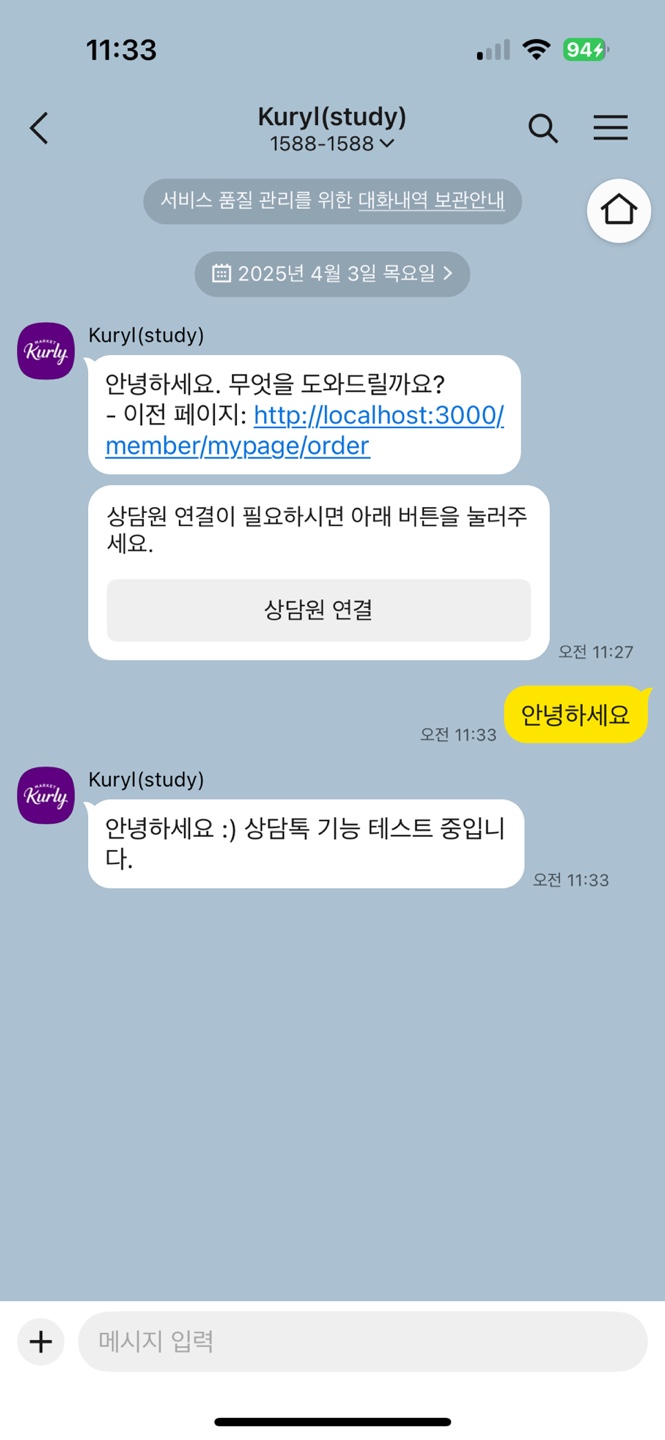 11:33
94
Kuryl(study)
1588-1588
서비스 품질 관리를 위한 대화내역 보관안내
2025년 4월 3일 목요일
Kuryl(study)
MARKET
Kurly
안녕하세요. 무엇을 도와드릴까요?
- 이전 페이지: http://localhost:3000/
member/mypage/order
상담원 연결이 필요하시면 아래 버튼을 눌러주
세요.
상담원 연결
오전 11:27
안녕하세요
오전 11:33
Kuryl(study)
MARKET
Kurly
안녕하세요 :) 상담톡 기능 테스트 중입니
다.
오전 11:33
메시지 입력